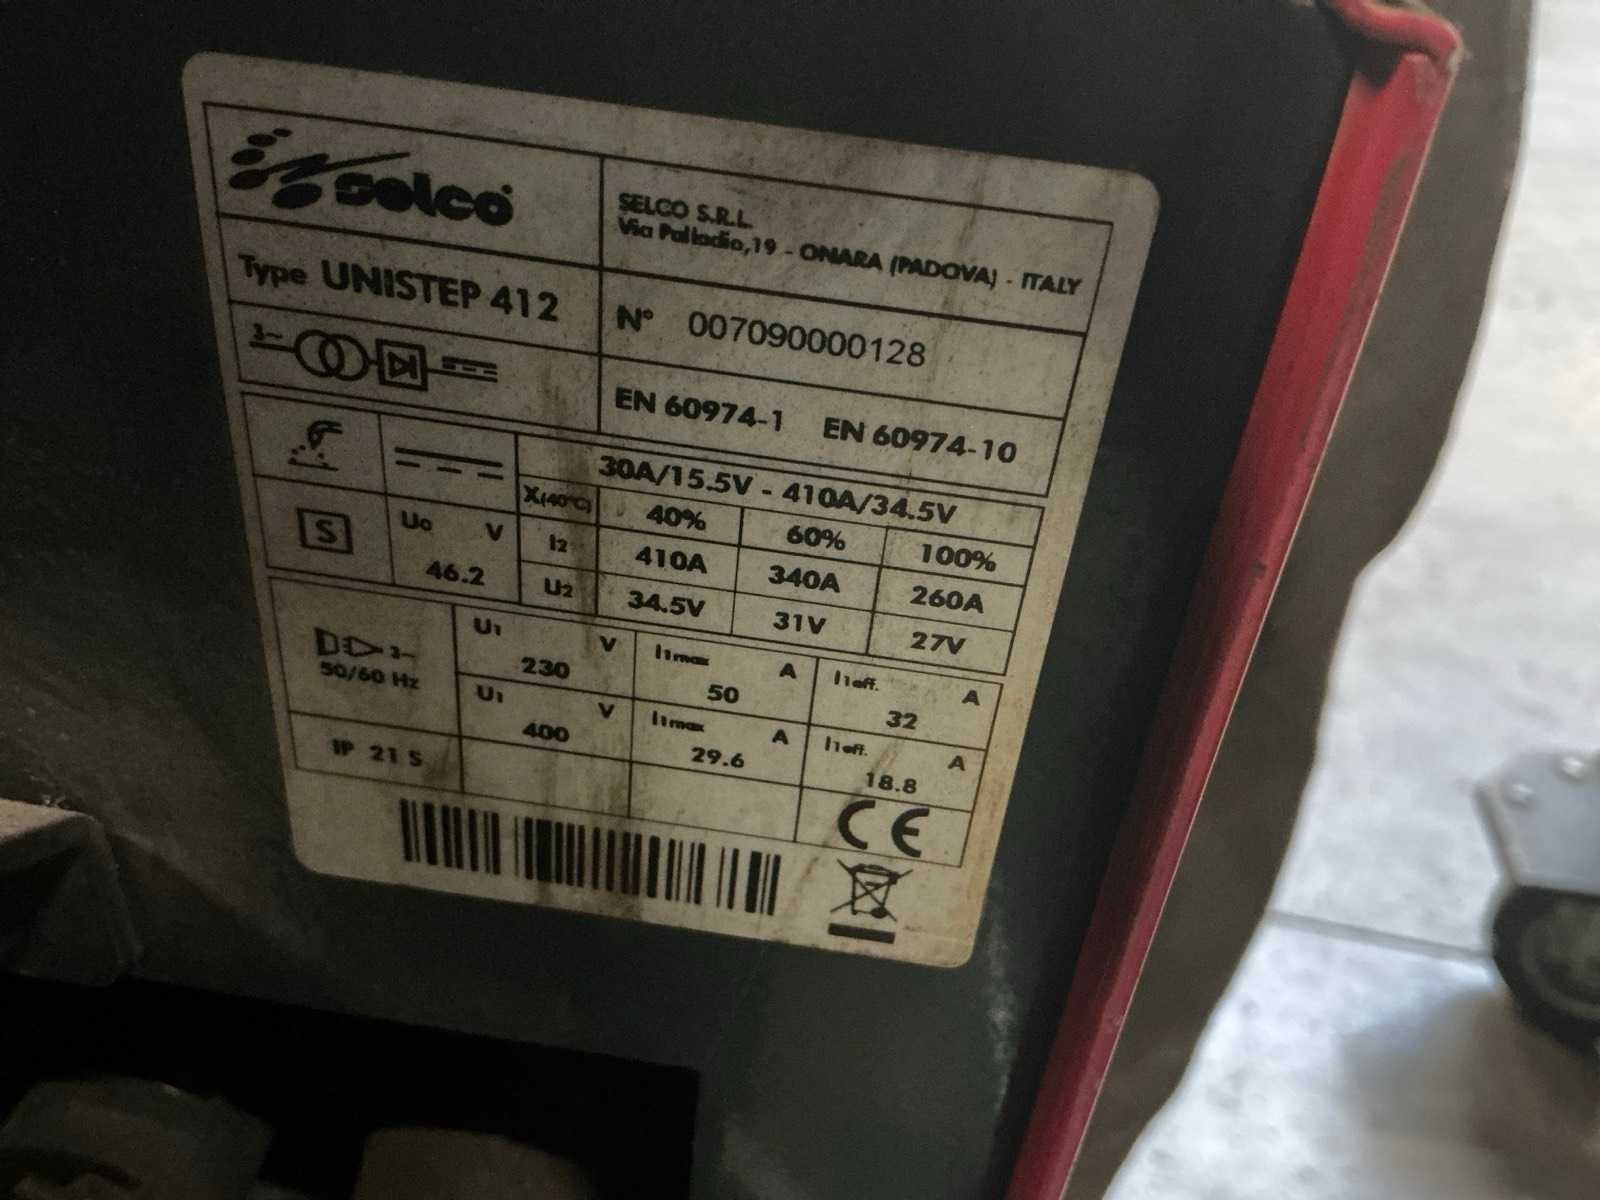 selco
SELCO S.R.L.
Via Palladio,19 - ONARA (PADOVA) - ITALY
Type UNISTEP 412
N° 007090000128
3~
EN 60974-1 EN 60974-10
30A/15.5V - 410A/34.5V
X(40°C) 40% 60% 100%
S
U0 V
46.2
I2 410A 340A 260A
U2 34.5V 31V 27V
3~
50/60 Hz
U1 V
230
I1max A
50
I1eff. A
32
U1 V
400
I1max A
29.6
I1eff. A
18.8
IP 21 S
CE